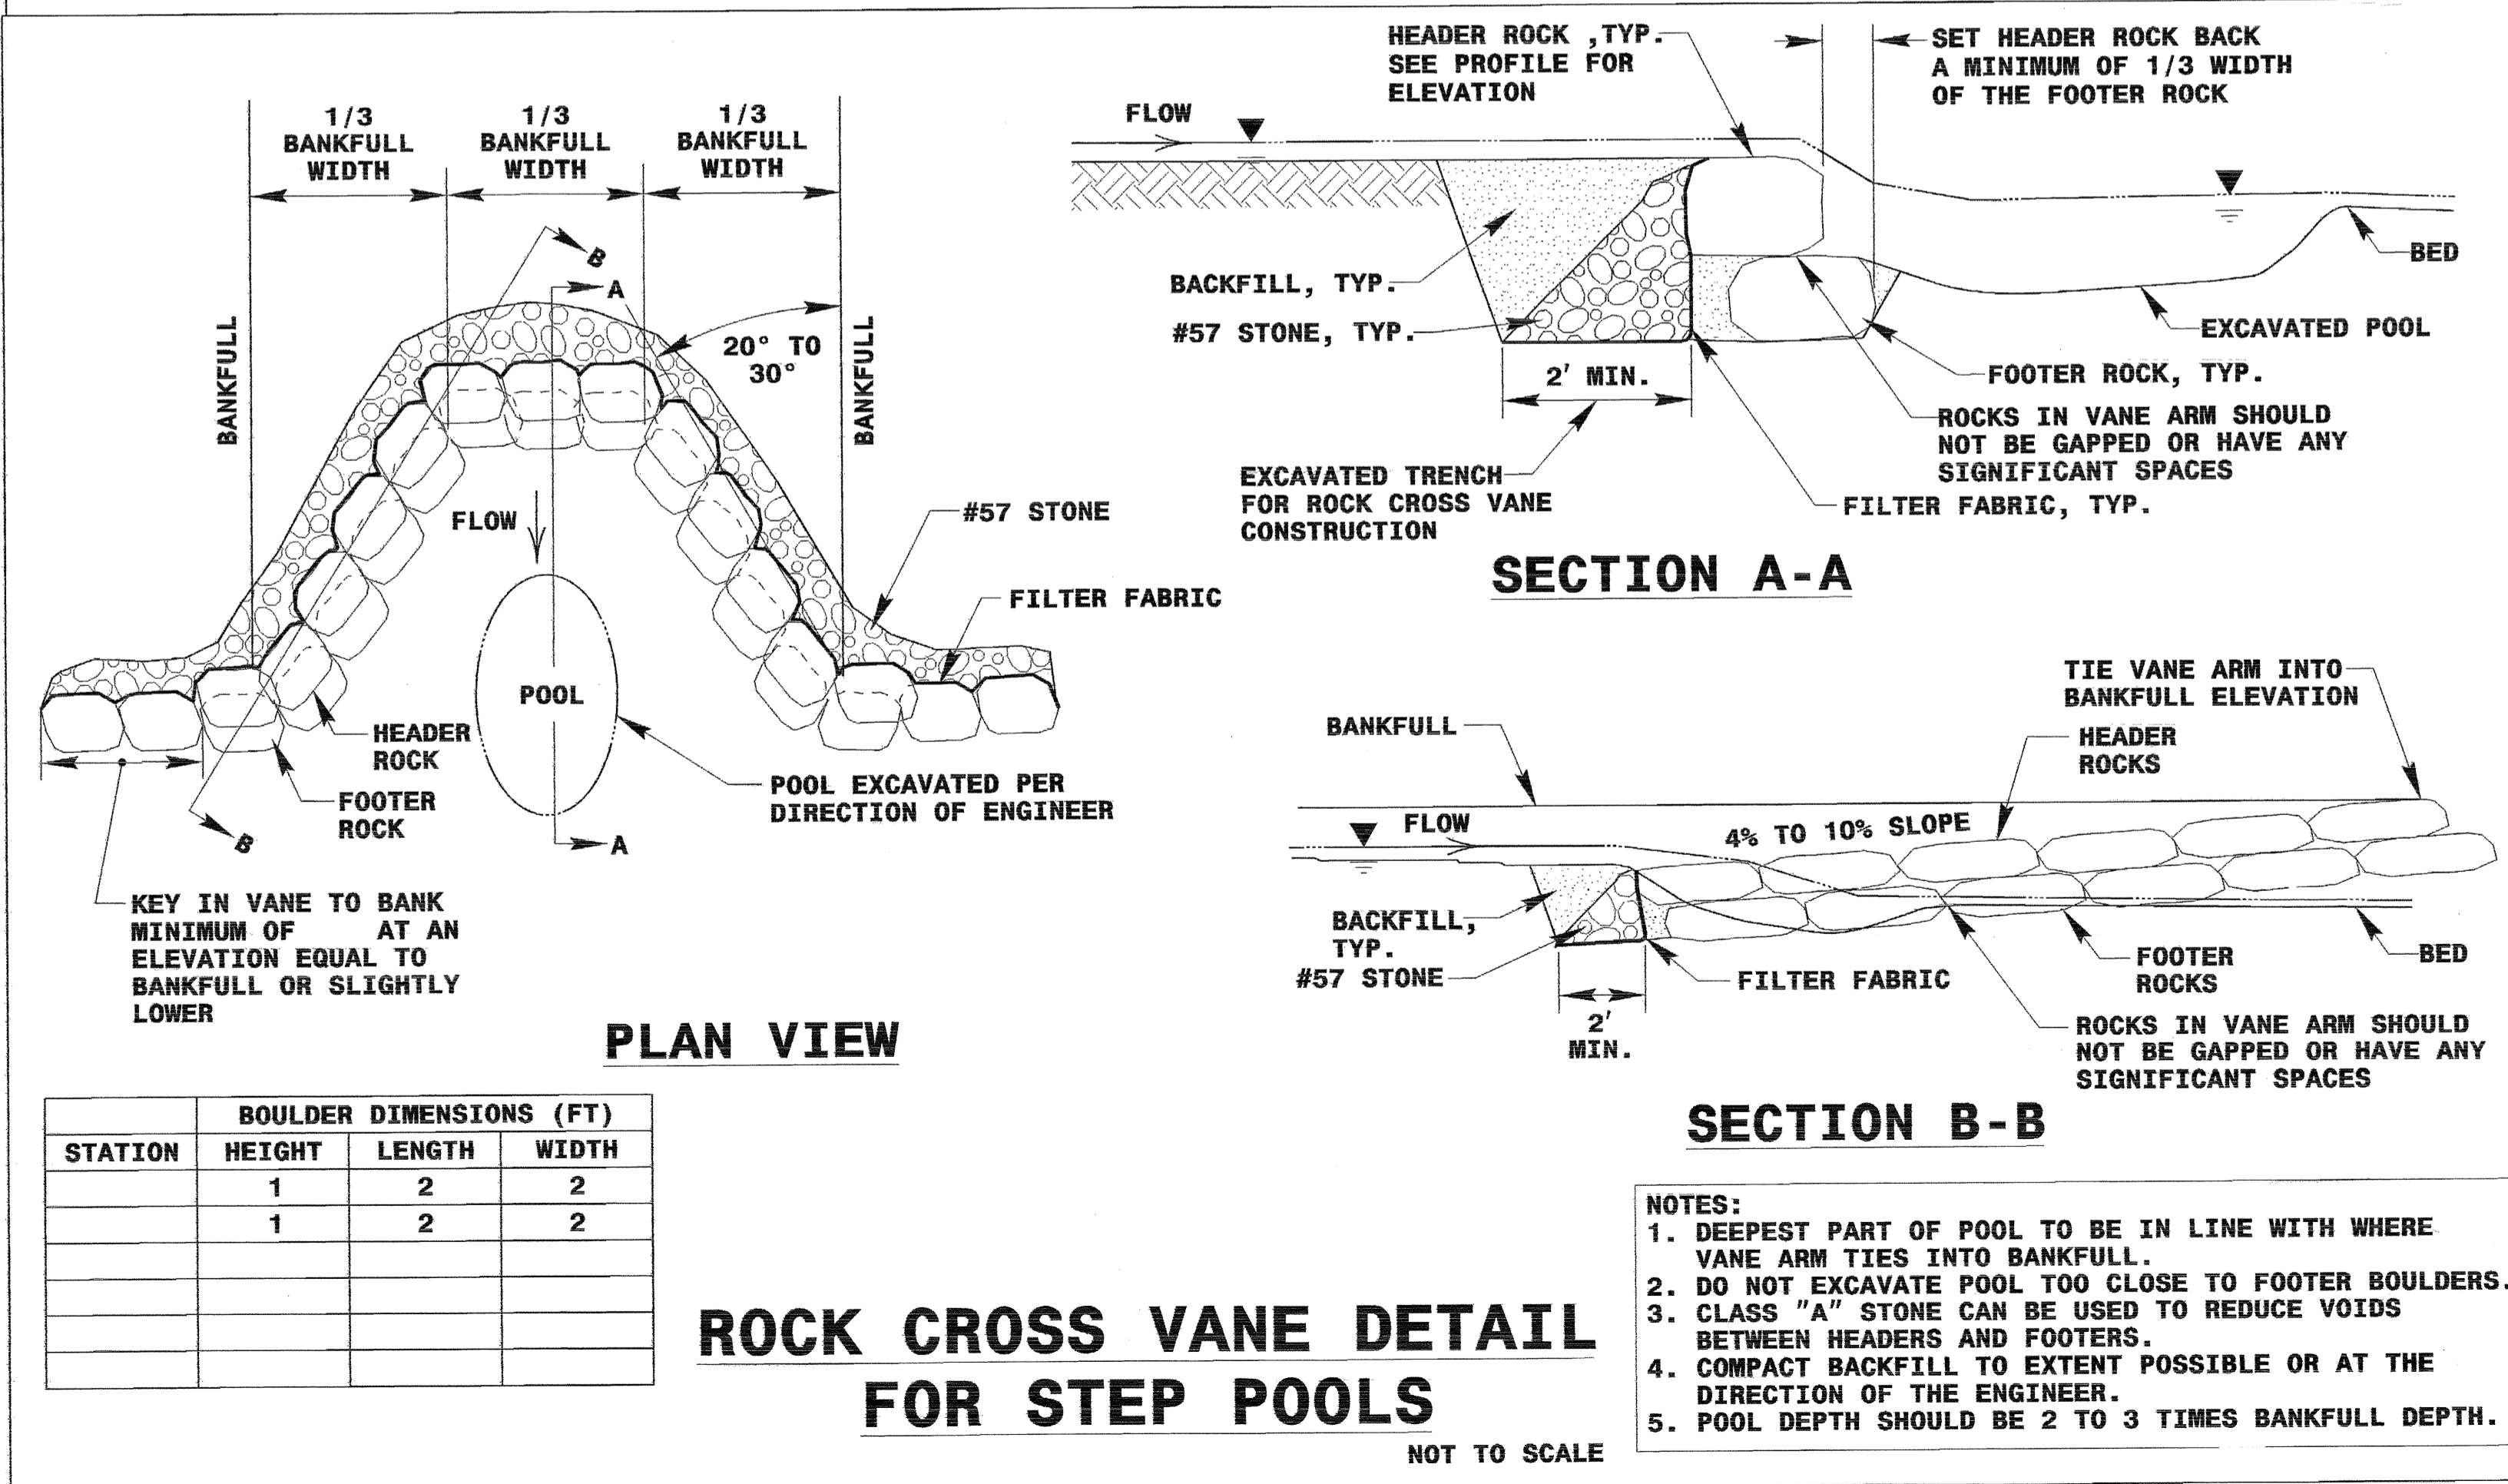 1/3
BANKFULL
WIDTH
1/3
BANKFULL
WIDTH
1/3
BANKFULL
WIDTH
B
A
BANKFULL
20° TO
30°
BANKFULL
FLOW
#57 STONE
FILTER FABRIC
POOL
HEADER
ROCK
FOOTER
ROCK
POOL EXCAVATED PER
DIRECTION OF ENGINEER
B
A
KEY IN VANE TO BANK
MINIMUM OF AT AN
ELEVATION EQUAL TO
BANKFULL OR SLIGHTLY
LOWER
PLAN VIEW
HEADER ROCK ,TYP.
SEE PROFILE FOR
ELEVATION
SET HEADER ROCK BACK
A MINIMUM OF 1/3 WIDTH
OF THE FOOTER ROCK
FLOW
BACKFILL, TYP.
#57 STONE, TYP.
BED
EXCAVATED POOL
2' MIN.
FOOTER ROCK, TYP.
ROCKS IN VANE ARM SHOULD
NOT BE GAPPED OR HAVE ANY
SIGNIFICANT SPACES
EXCAVATED TRENCH
FOR ROCK CROSS VANE
CONSTRUCTION
FILTER FABRIC, TYP.
SECTION A-A
TIE VANE ARM INTO
BANKFULL ELEVATION
BANKFULL
HEADER
ROCKS
FLOW
4% TO 10% SLOPE
BACKFILL,
TYP.
#57 STONE
FILTER FABRIC
FOOTER
ROCKS
BED
2'
MIN.
ROCKS IN VANE ARM SHOULD
NOT BE GAPPED OR HAVE ANY
SIGNIFICANT SPACES
SECTION B-B
BOULDER DIMENSIONS (FT)
STATION HEIGHT LENGTH WIDTH
1 2 2
1 2 2
ROCK CROSS VANE DETAIL
FOR STEP POOLS
NOT TO SCALE
NOTES:
1. DEEPEST PART OF POOL TO BE IN LINE WITH WHERE
VANE ARM TIES INTO BANKFULL.
2. DO NOT EXCAVATE POOL TOO CLOSE TO FOOTER BOULDERS.
3. CLASS "A" STONE CAN BE USED TO REDUCE VOIDS
BETWEEN HEADERS AND FOOTERS.
4. COMPACT BACKFILL TO EXTENT POSSIBLE OR AT THE
DIRECTION OF THE ENGINEER.
5. POOL DEPTH SHOULD BE 2 TO 3 TIMES BANKFULL DEPTH.